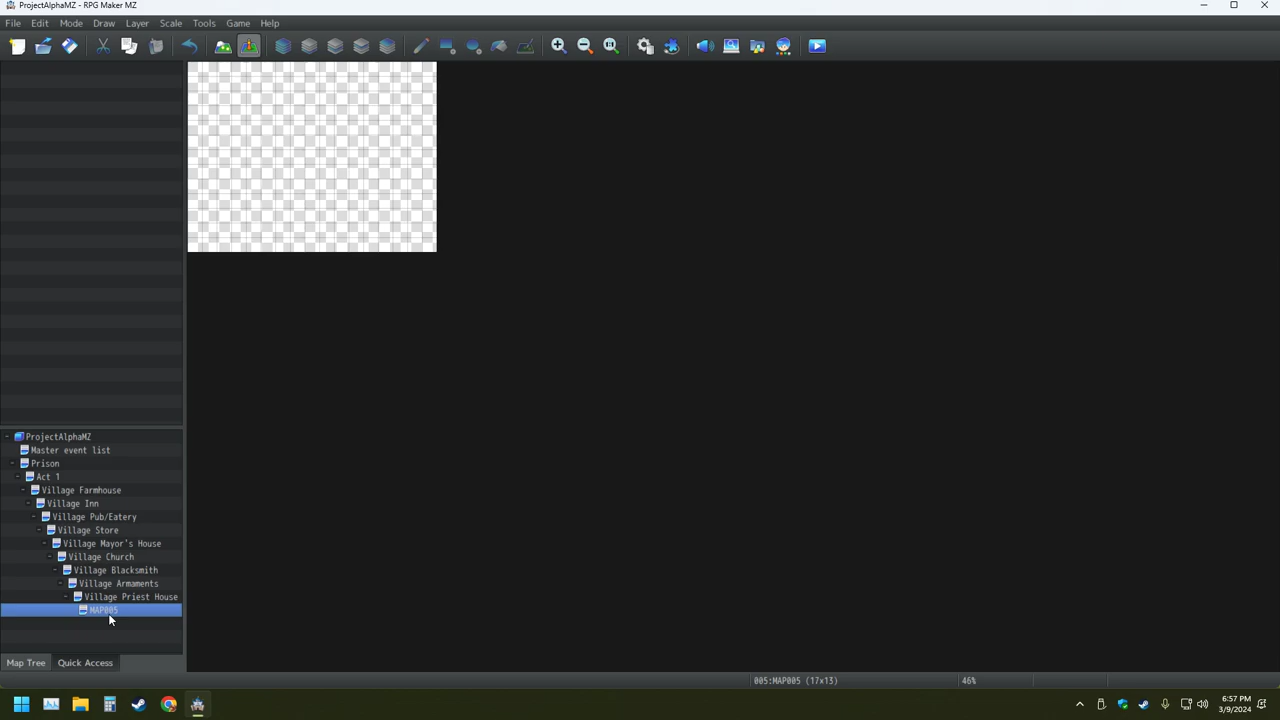 ProjectAlphaMZ - RPG Maker MZ
File Edit Mode Draw Layer Scale Tools Game Help
ProjectAlphaMZ
Master event list
Prison
Act 1
Village Farmhouse
Village Inn
Village Pub/Eatery
Village Store
Village Mayor's House
Village Church
Village Blacksmith
Village Armaments
Village Priest House
MAP005
Map Tree Quick Access
005:MAP005 (17x13) 46%
6:57 PM
3/9/2024